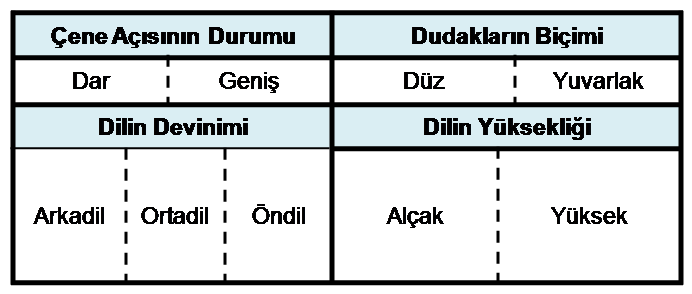 Çene Açısının Durumu Dudakların Biçimi
Dar Geniş Düz Yuvarlak
Dilin Devinimi Dilin Yüksekliği
Arkadil Ortadil Öndil Alçak Yüksek